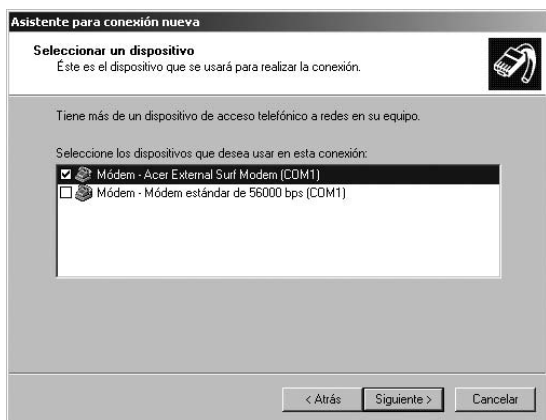 Asistente para conexión nueva
Seleccionar un dispositivo
Éste es el dispositivo que se usará para realizar la conexión.
Tiene más de un dispositivo de acceso telefónico a redes en su equipo.
Seleccione los dispositivos que desea usar en esta conexión:
Módem - Acer External Surf Modem (COM1)
Módem - Módem estándar de 56000 bps (COM1)
< Atrás Siguiente > Cancelar